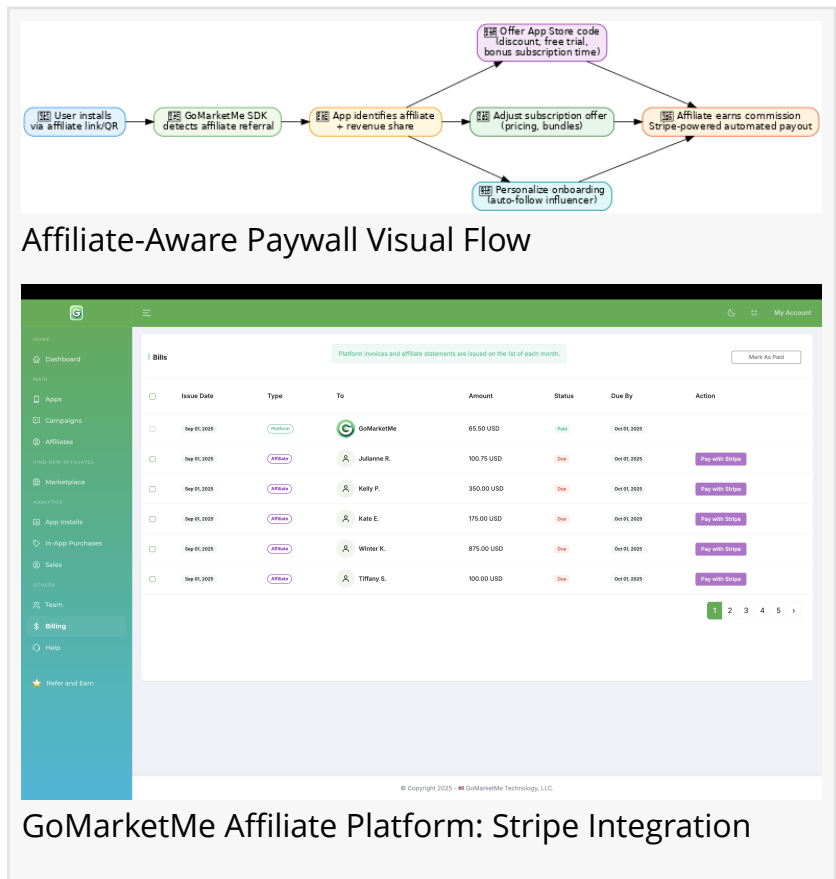 Offer App Store code
(discount, free trial,
bonus subscription time)
User installs
via affiliate link/QR
GoMarketMe SDK
detects affiliate referral
App identifies affiliate
+ revenue share
Adjust subscription offer
(pricing, bundles)
Affiliate earns commission
Stripe-powered automated payout
Personalize onboarding
(auto-follow influencer)
Affiliate-Aware Paywall Visual Flow
G
My Account
HOME
Dashboard
MAIN
Apps
Campaigns
Affiliates
FIND NEW AFFILIATES
Marketplace
ANALYTICS
App Installs
In-App Purchases
Sales
OTHERS
Team
$ Billing
Help
Refer and Earn
Bills
Platform invoices and affiliate statements are issued on the 1st of each month.
Mark As Paid
Issue Date Type To Amount Status Due By Action
Sep 01, 2025 Platform G GoMarketMe 65.50 USD Paid Oct 01, 2025
Sep 01, 2025 Affiliate Julianne R. 100.75 USD Due Oct 01, 2025 Pay with Stripe
Sep 01, 2025 Affiliate Kelly P. 350.00 USD Due Oct 01, 2025 Pay with Stripe
Sep 01, 2025 Affiliate Kate E. 175.00 USD Due Oct 01, 2025 Pay with Stripe
Sep 01, 2025 Affiliate Winter K. 875.00 USD Due Oct 01, 2025 Pay with Stripe
Sep 01, 2025 Affiliate Tiffany S. 100.00 USD Due Oct 01, 2025 Pay with Stripe
1 2 3 4 5 ›
© Copyright 2025 - GoMarketMe Technology, LLC.
GoMarketMe Affiliate Platform: Stripe Integration